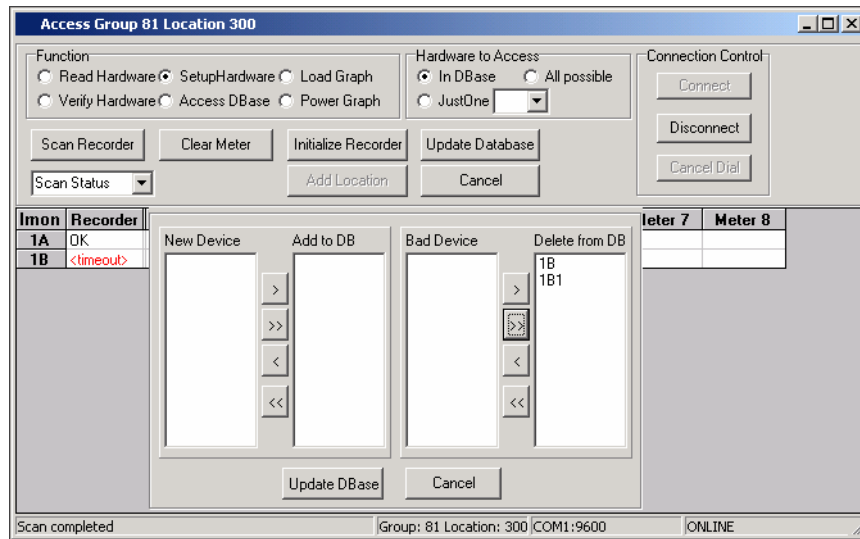 Access Group 81 Location 300
Function
Read Hardware SetupHardware Load Graph
Verify Hardware Access DBase Power Graph
Hardware to Access
In DBase All possible
JustOne
Connection Control
Connect
Disconnect
Cancel Dial
Scan Recorder Clear Meter Initialize Recorder Update Database
Scan Status Add Location Cancel
Imon Recorder Meter 7 Meter 8
1A OK
1B <timeout>
New Device Add to DB Bad Device Delete from DB
1B
1B1
> >
>> >>
< <
<< <<
Update DBase Cancel
Scan completed Group: 81 Location: 300 COM1:9600 ONLINE